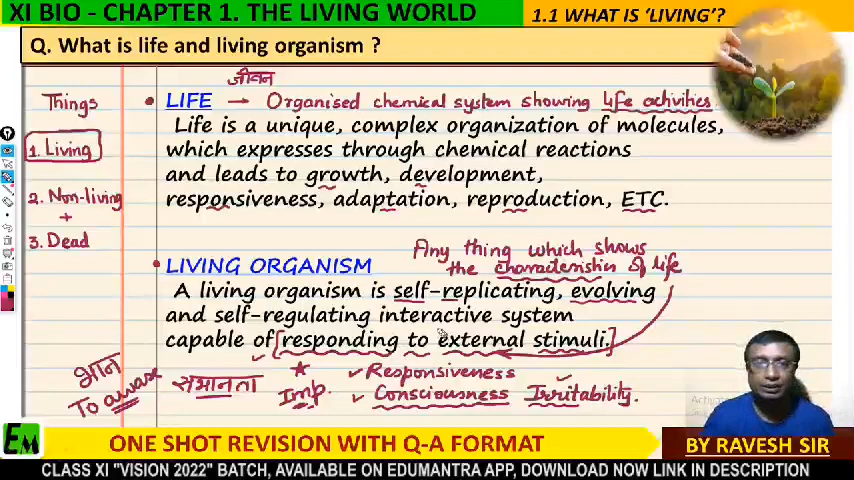 XI BIO - CHAPTER 1. THE LIVING WORLD
1.1 WHAT IS 'LIVING'?
Q. What is life and living organism ?
Things
1. Living
2. Non-living
+
3. Dead
जीवन
• LIFE → Organised chemical system showing life activities.
Life is a unique, complex organization of molecules,
which expresses through chemical reactions
and leads to growth, development,
responsiveness, adaptation, reproduction, ETC.
Any thing which shows
the characteristics of life
• LIVING ORGANISM
A living organism is self-replicating, evolving
and self-regulating interactive system
capable of [responding to external stimuli.]
भान
To aware
संभानता
★
Imp.
✓ Responsiveness
✓ Consciousness Irritability.
Em
ONE SHOT REVISION WITH Q-A FORMAT
BY RAVESH SIR
CLASS XI "VISION 2022" BATCH, AVAILABLE ON EDUMANTRA APP, DOWNLOAD NOW LINK IN DESCRIPTION